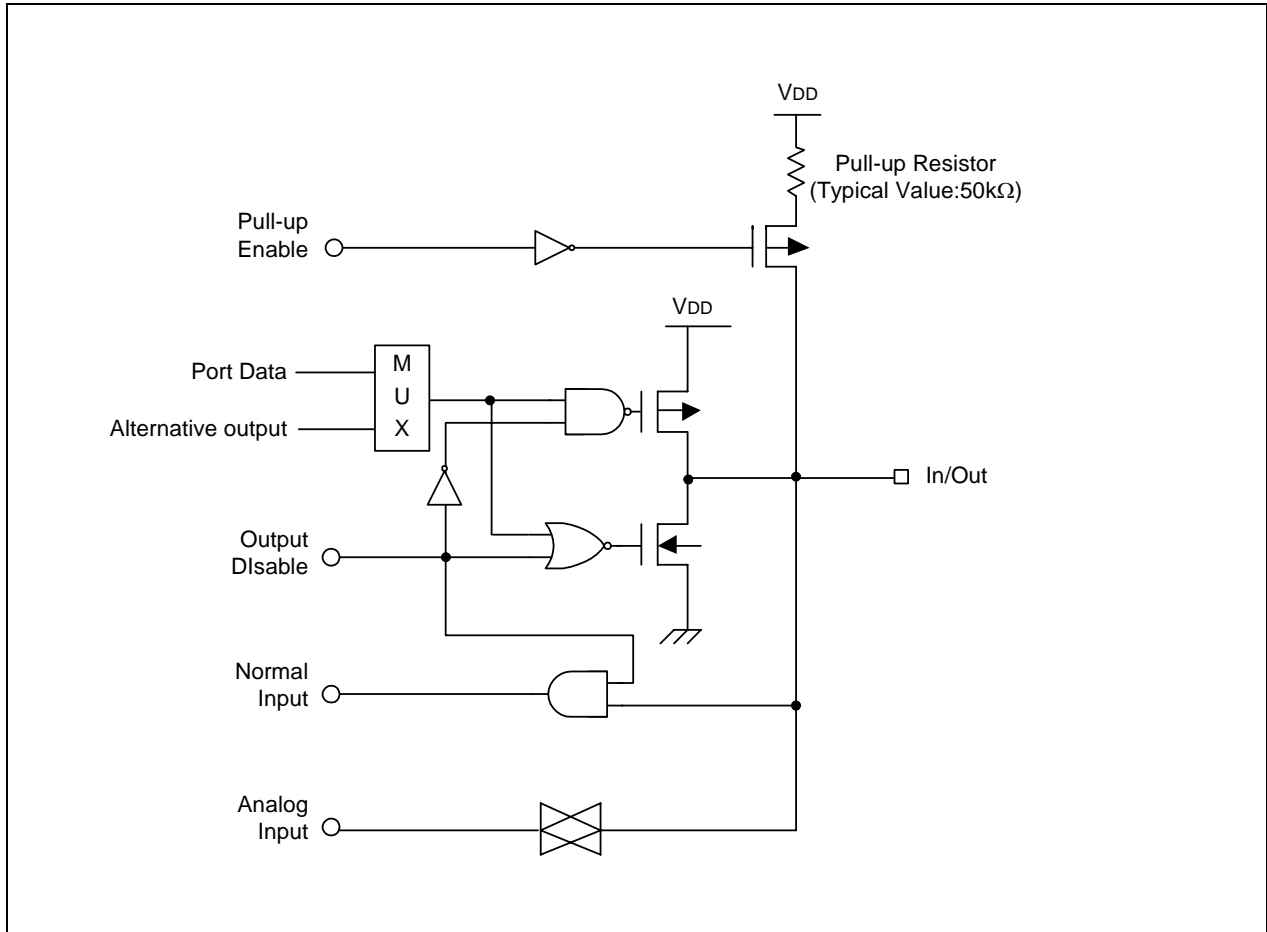 VDD
Pull-up Resistor
(Typical Value:50kΩ)
Pull-up
Enable
VDD
Port Data
Alternative output
M
U
X
In/Out
Output
DIsable
Normal
Input
Analog
Input